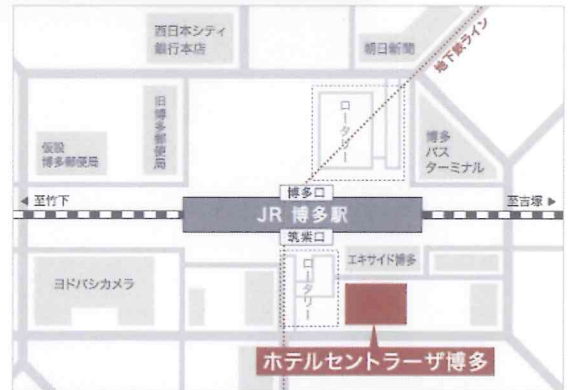 西日本シティ
銀行本店
朝日新聞
地下鉄ライン
仮設
博多郵便局
旧博多郵便局
ロータリー
博多
バス
ターミナル
◀ 至竹下
博多口
至吉塚 ▶
JR 博多駅
筑紫口
エキサイド博多
ヨドバシカメラ
ロータリー
ホテルセントラーザ博多